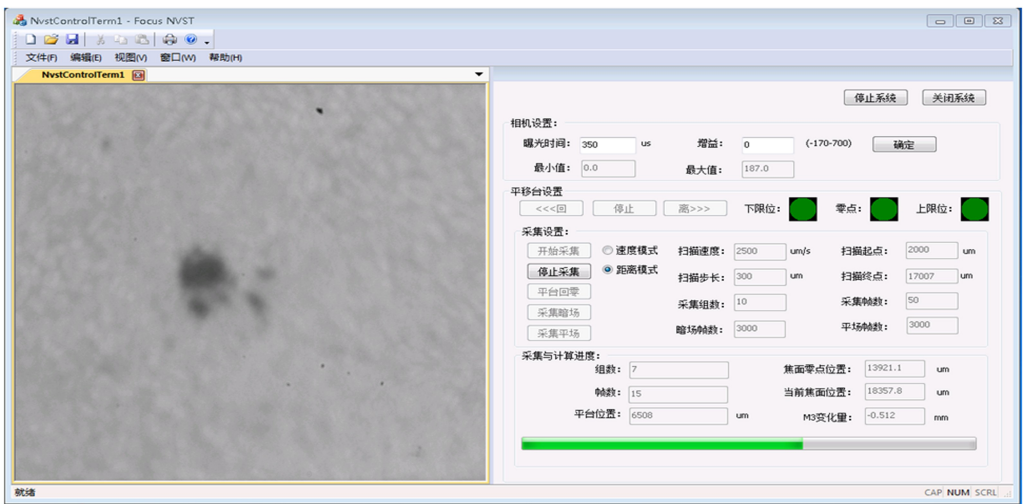 NvstControlTerm1 - Focus NVST
文件(F) 编辑(E) 视图(V) 窗口(W) 帮助(H)
NvstControlTerm1
停止系统 关闭系统
相机设置:
曝光时间: 350 us 增益: 0 (-170-700) 确定
最小值: 0.0 最大值: 187.0
平移台设置
<<<回 停止 离>>> 下限位: 零点: 上限位:
采集设置:
开始采集 速度模式 扫描速度: 2500 um/s 扫描起点: 2000 um
停止采集 距离模式 扫描步长: 300 um 扫描终点: 17007 um
平台回零 采集组数: 10 采集帧数: 50
采集暗场 暗场帧数: 3000 平场帧数: 3000
采集平场
采集与计算进度:
组数: 7 焦面零点位置: 13921.1 um
帧数: 15 当前焦面位置: 18357.8 um
平台位置: 6508 um M3变化量: -0.512 mm
就绪 CAP NUM SCRL